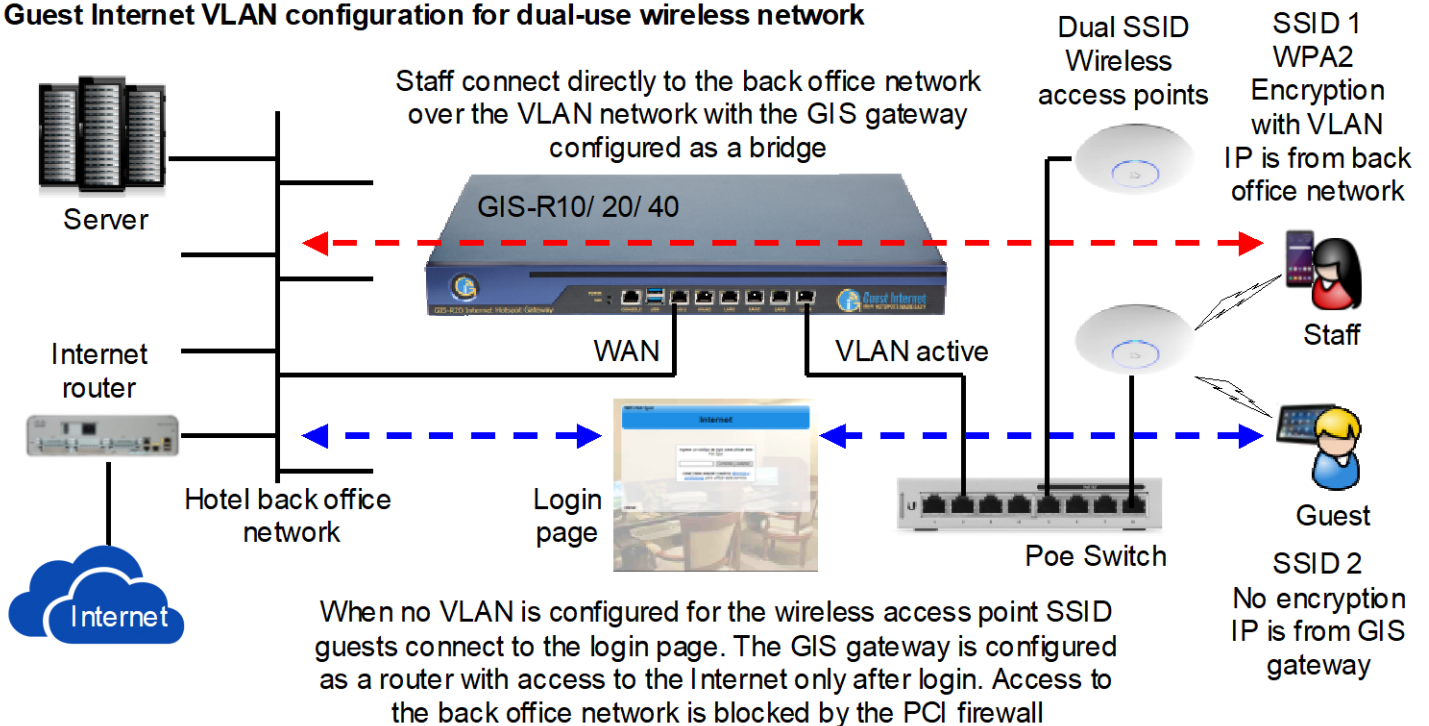 Guest Internet VLAN configuration for dual-use wireless network
Dual SSID
Wireless
access points
SSID 1
WPA2
Encryption
with VLAN
IP is from back
office network
Staff connect directly to the back office network
over the VLAN network with the GIS gateway
configured as a bridge
Server
GIS-R10/ 20/ 40
GIS-R20 Internet Hotspot Gateway
Guest Internet
Staff
Internet
router
WAN
VLAN active
Internet
Hotel back office
network
Login
page
Poe Switch
Guest
SSID 2
No encryption
IP is from GIS
gateway
Internet
When no VLAN is configured for the wireless access point SSID
guests connect to the login page. The GIS gateway is configured
as a router with access to the Internet only after login. Access to
the back office network is blocked by the PCI firewall